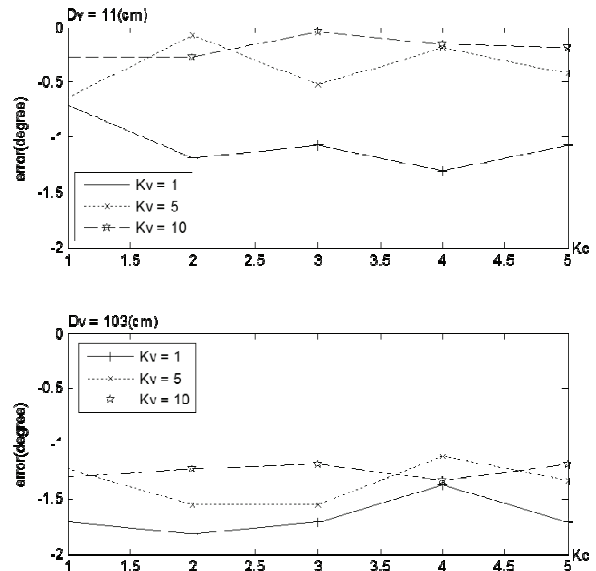 Dv = 11(cm)
0
-0.5
-1
-1.5
-2
error(degree)
Kv = 1
Kv = 5
Kv = 10
1 1.5 2 2.5 3 3.5 4 4.5 5 Kc
Dv = 103(cm)
0
-0.5
-1
-1.5
-2
error(degree)
Kv = 1
Kv = 5
Kv = 10
1 1.5 2 2.5 3 3.5 4 4.5 5 Kc